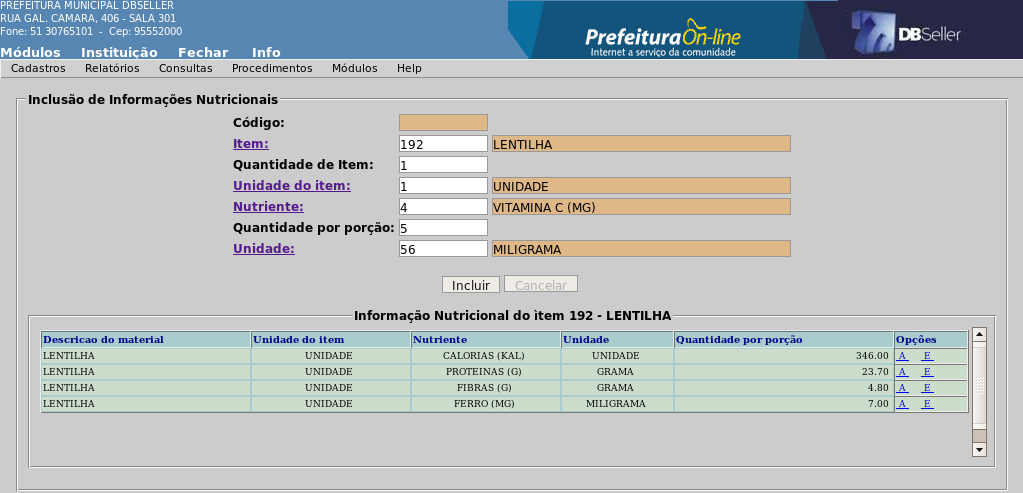 PREFEITURA MUNICIPAL DBSELLER
RUA GAL. CAMARA, 406 - SALA 301
Fone: 51 30765101  -  Cep: 95552000
Prefeitura On-line
Internet a serviço da comunidade
DBSeller
Módulos Instituição Fechar Info
Cadastros Relatórios Consultas Procedimentos Módulos Help
Inclusão de Informações Nutricionais
Código:
Item: 192 LENTILHA
Quantidade de Item: 1
Unidade do item: 1 UNIDADE
Nutriente: 4 VITAMINA C (MG)
Quantidade por porção: 5
Unidade: 56 MILIGRAMA
Incluir Cancelar
Informação Nutricional do ìtem 192 - LENTILHA
Descricao do material Unidade do item Nutriente Unidade Quantidade por porção Opções
LENTILHA UNIDADE CALORIAS (KAL) UNIDADE 346.00 A E
LENTILHA UNIDADE PROTEINAS (G) GRAMA 23.70 A E
LENTILHA UNIDADE FIBRAS (G) GRAMA 4.80 A E
LENTILHA UNIDADE FERRO (MG) MILIGRAMA 7.00 A E